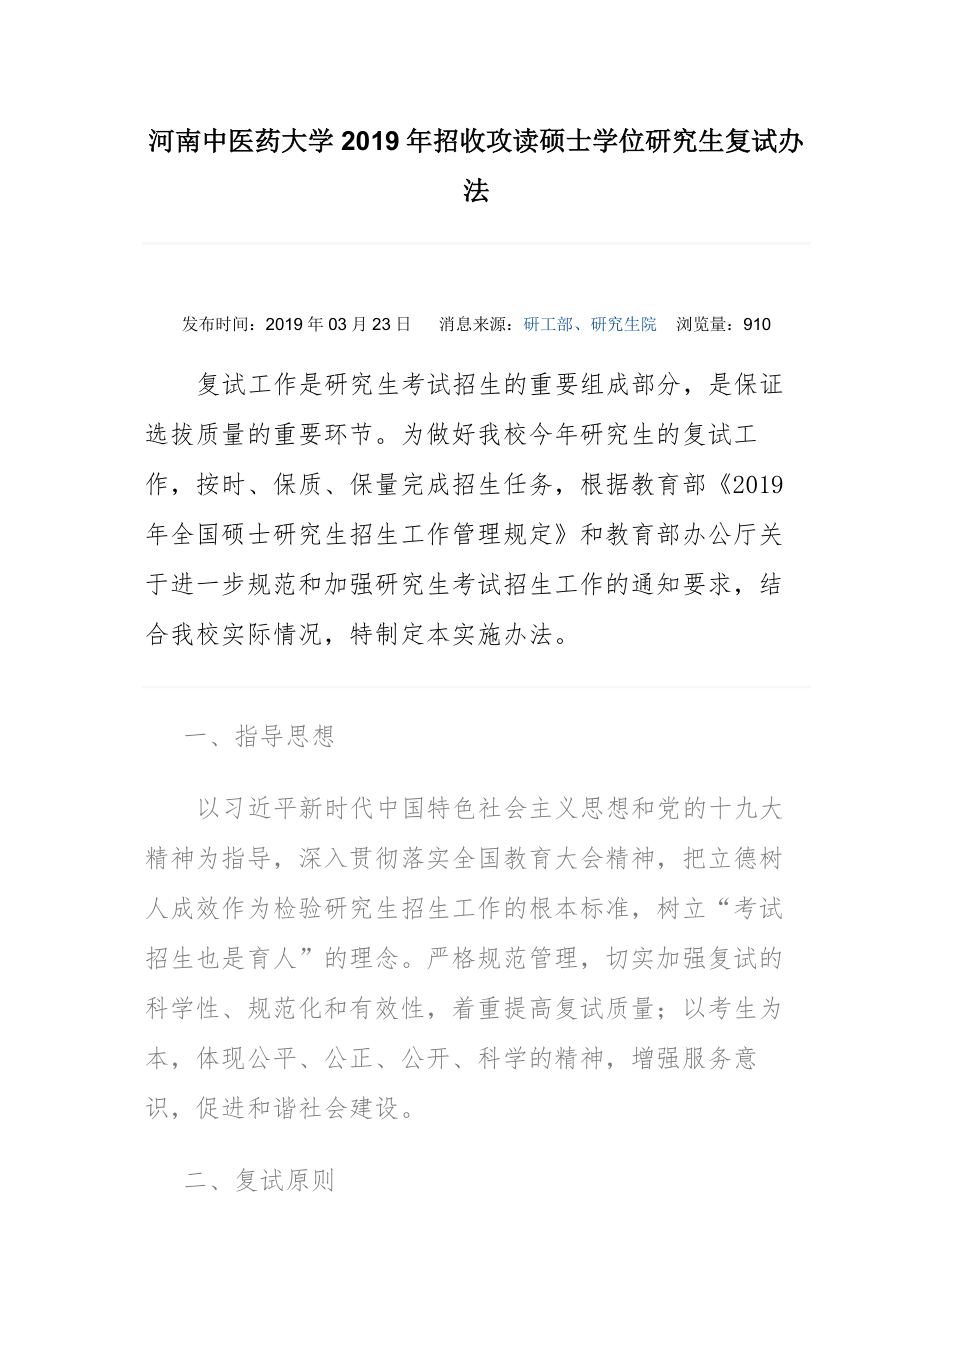 河南中医药大学 2019 年招收攻读硕士学位研究生复试办
法
发布时间：2019 年 03 月 23 日 消息来源：研工部、研究生院 浏览量：910
复试工作是研究生考试招生的重要组成部分，是保证
选拔质量的重要环节。为做好我校今年研究生的复试工
作，按时、保质、保量完成招生任务，根据教育部《2019
年全国硕士研究生招生工作管理规定》和教育部办公厅关
于进一步规范和加强研究生考试招生工作的通知要求，结
合我校实际情况，特制定本实施办法。
一、指导思想
以习近平新时代中国特色社会主义思想和党的十九大
精神为指导，深入贯彻落实全国教育大会精神，把立德树
人成效作为检验研究生招生工作的根本标准，树立“考试
招生也是育人”的理念。严格规范管理，切实加强复试的
科学性、规范化和有效性，着重提高复试质量；以考生为
本，体现公平、公正、公开、科学的精神，增强服务意
识，促进和谐社会建设。
二、复试原则